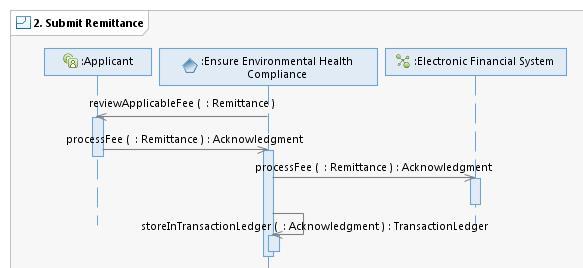 2. Submit Remittance
:Applicant
:Ensure Environmental Health
Compliance
:Electronic Financial System
reviewApplicableFee ( : Remittance )
processFee ( : Remittance ) : Acknowledgment
processFee ( : Remittance ) : Acknowledgment
storeInTransactionLedger ( : Acknowledgment ) : TransactionLedger